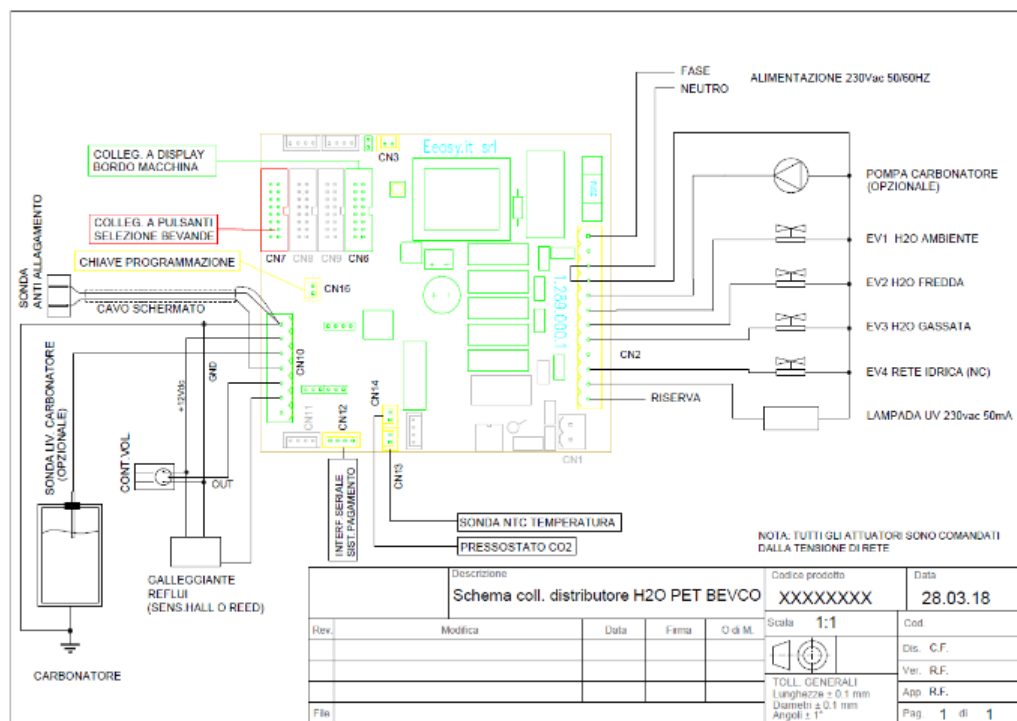 FASE
NEUTRO
ALIMENTAZIONE 230Vac 50/60HZ
Eeosy.it srl
CN3
COLLEG. A DISPLAY
BORDO MACCHINA
COLLEG. A PULSANTI
SELEZIONE BEVANDE
CN7
CN8
CN9
CN6
CHIAVE PROGRAMMAZIONE
CN16
SONDA
ANTI ALLAGAMENTO
CAVO SCHERMATO
POMPA CARBONATORE
(OPZIONALE)
EV1 H2O AMBIENTE
EV2 H2O FREDDA
EV3 H2O GASSATA
EV4 RETE IDRICA (NC)
LAMPADA UV 230vac 50mA
1.289.000.1
CN2
RISERVA
CN10
CN14
CN11
CN12
CN13
CN1
SONDA LIV. CARBONATORE
(OPZIONALE)
+12Vdc
GND
CONT.VOL.
OUT
INTERF.SERIALE
SIST.PAGAMENTO
SONDA NTC TEMPERATURA
PRESSOSTATO CO2
GALLEGGIANTE
REFLUI
(SENS.HALL O REED)
CARBONATORE
NOTA: TUTTI GLI ATTUATORI SONO COMANDATI
DALLA TENSIONE DI RETE
Descrizione
Schema coll. distributore H2O PET BEVCO
Codice prodotto
XXXXXXXX
Data
28.03.18
Rev.
Modifica
Data
Firma
O di M.
Scala 1:1
Cod.
Dis. C.F.
Ver. R.F.
App R.F.
TOLL. GENERALI
Lunghezze ± 0.1 mm
Diametri ± 0.1 mm
Angoli ± 1°
File
Pag. 1 di 1